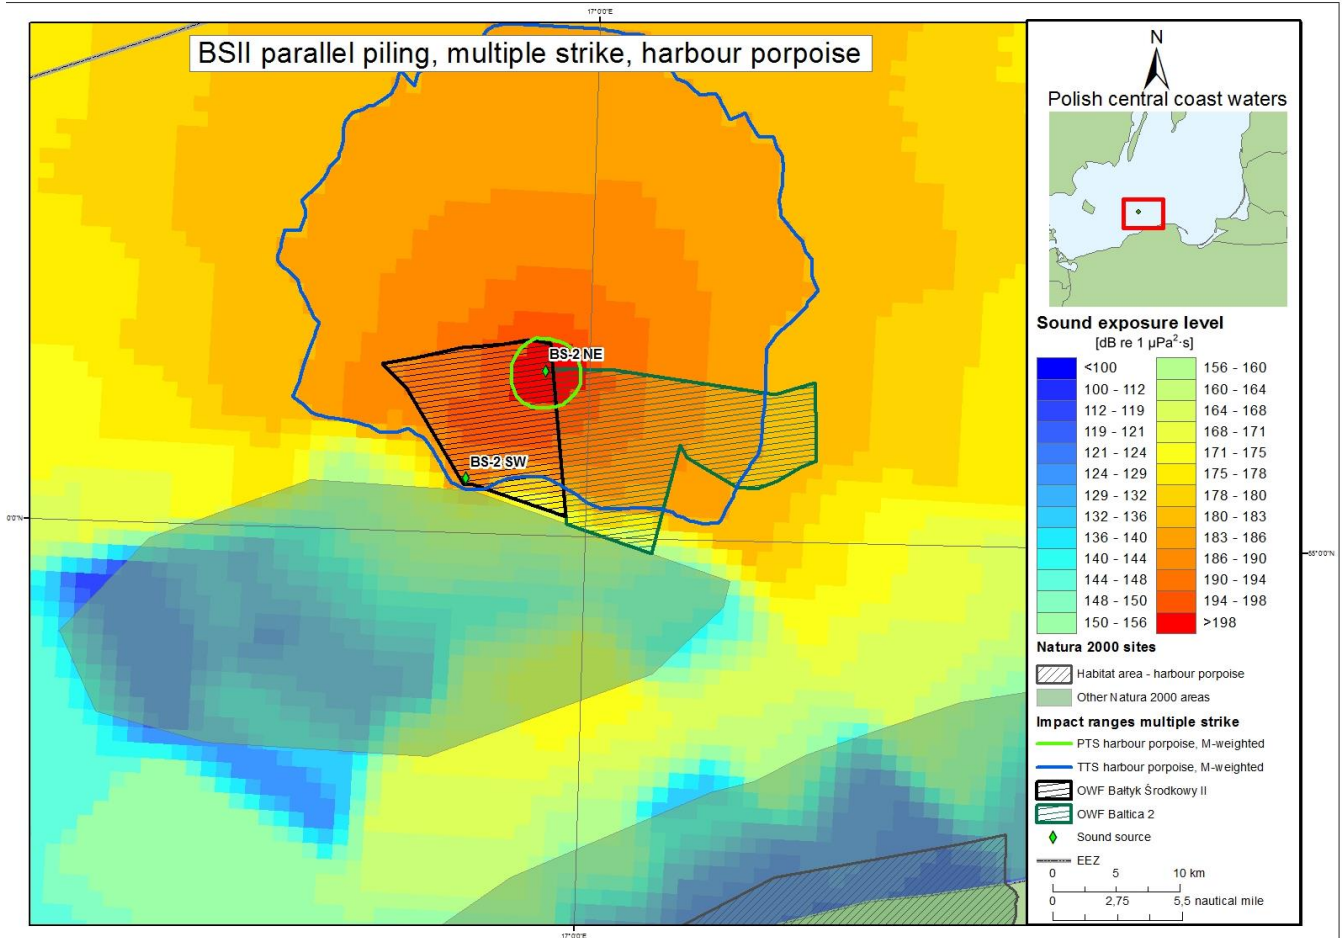 17°0'0"E
BSII parallel piling, multiple strike, harbour porpoise
BS-2 NE
BS-2 SW
0'0"N
55°0'0"N
17°0'0"E
N
Polish central coast waters
Sound exposure level
[dB re 1 µPa²·s]
<100
100 - 112
112 - 119
119 - 121
121 - 124
124 - 129
129 - 132
132 - 136
136 - 140
140 - 144
144 - 148
148 - 150
150 - 156
156 - 160
160 - 164
164 - 168
168 - 171
171 - 175
175 - 178
178 - 180
180 - 183
183 - 186
186 - 190
190 - 194
194 - 198
>198
Natura 2000 sites
Habitat area - harbour porpoise
Other Natura 2000 areas
Impact ranges multiple strike
PTS harbour porpoise, M-weighted
TTS harbour porpoise, M-weighted
OWF Bałtyk Środkowy II
OWF Baltica 2
Sound source
EEZ
0 5 10 km
0 2,75 5,5 nautical mile